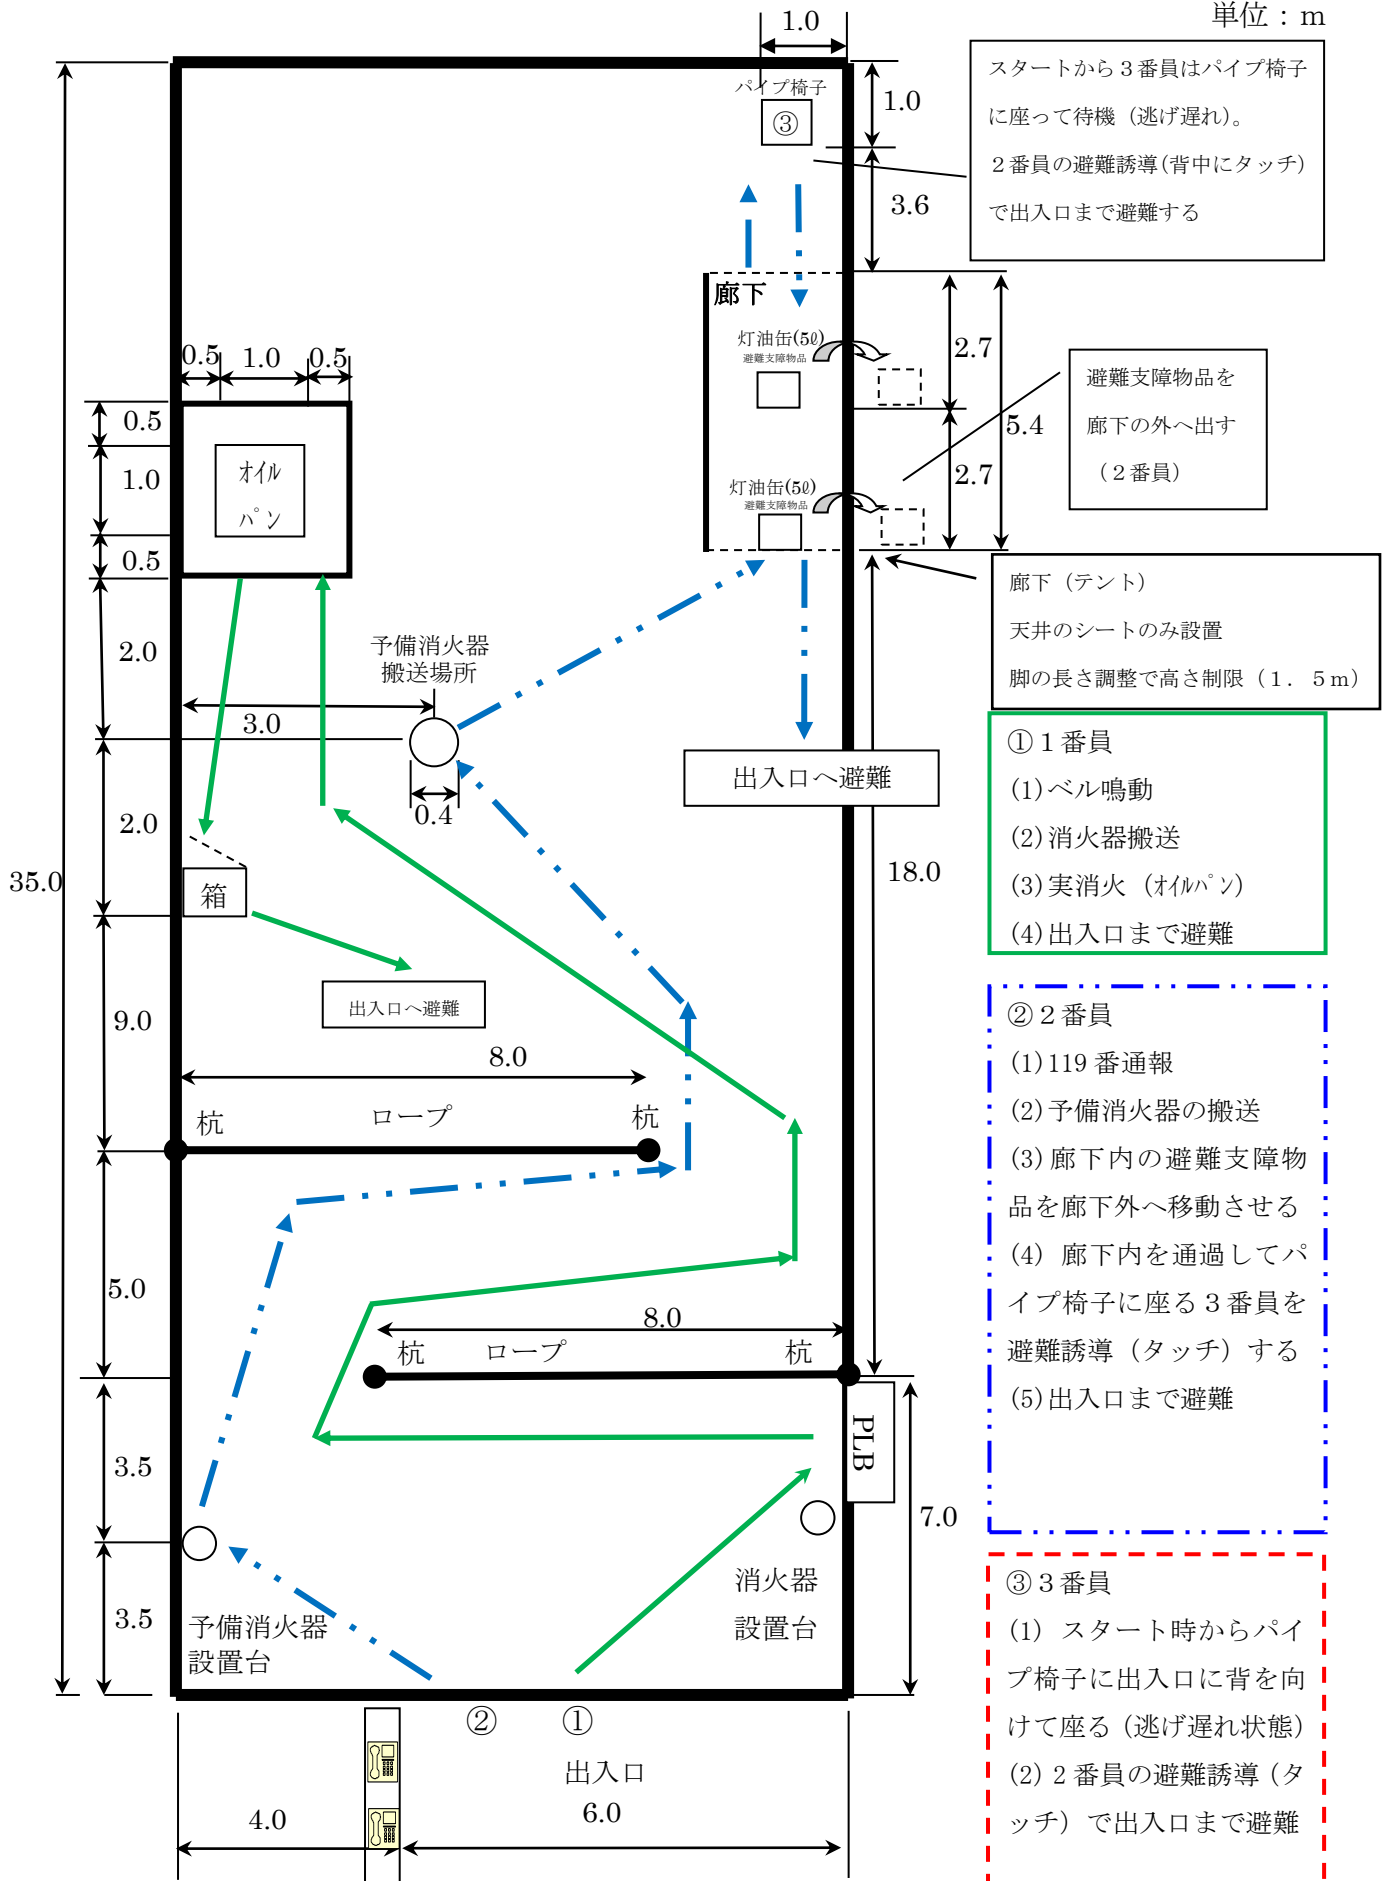 単位：m
1.0
パイプ椅子
③
1.0
3.6
スタートから３番員はパイプ椅子
に座って待機（逃げ遅れ）。
２番員の避難誘導(背中にタッチ)
で出入口まで避難する
廊下
灯油缶(5ℓ)
避難支障物品
2.7
5.4
2.7
灯油缶(5ℓ)
避難支障物品
避難支障物品を
廊下の外へ出す
（２番員）
0.5
1.0
0.5
0.5
1.0
0.5
オイル
パン
廊下（テント）
天井のシートのみ設置
脚の長さ調整で高さ制限（１．５ｍ）
2.0
予備消火器
搬送場所
3.0
0.4
出入口へ避難
2.0
35.0
箱
18.0
出入口へ避難
9.0
8.0
杭
ロープ
杭
5.0
8.0
杭
ロープ
杭
PLB
3.5
7.0
3.5
予備消火器
設置台
消火器
設置台
②
①
出入口
4.0
6.0
①１番員
(1)ベル鳴動
(2)消火器搬送
(3)実消火（オイルパン）
(4)出入口まで避難
②２番員
(1)119番通報
(2)予備消火器の搬送
(3)廊下内の避難支障物
品を廊下外へ移動させる
(4) 廊下内を通過してパ
イプ椅子に座る３番員を
避難誘導（タッチ）する
(5)出入口まで避難
③３番員
(1) スタート時からパイ
プ椅子に出入口に背を向
けて座る（逃げ遅れ状態）
(2)２番員の避難誘導（タ
ッチ）で出入口まで避難